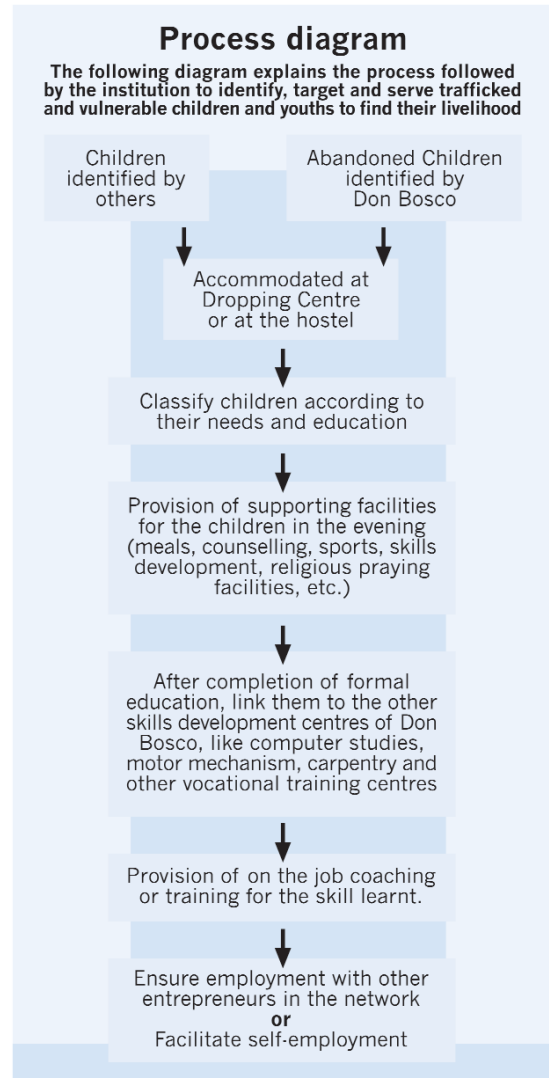 Process diagram
The following diagram explains the process followed
by the institution to identify, target and serve trafficked
and vulnerable children and youths to find their livelihood
Children
identified by
others
Abandoned Children
identified by
Don Bosco
Accommodated at
Dropping Centre
or at the hostel
Classify children according to
their needs and education
Provision of supporting facilities
for the children in the evening
(meals, counselling, sports, skills
development, religious praying
facilities, etc.)
After completion of formal
education, link them to the other
skills development centres of Don
Bosco, like computer studies,
motor mechanism, carpentry and
other vocational training centres
Provision of on the job coaching
or training for the skill learnt.
Ensure employment with other
entrepreneurs in the network
or
Facilitate self-employment